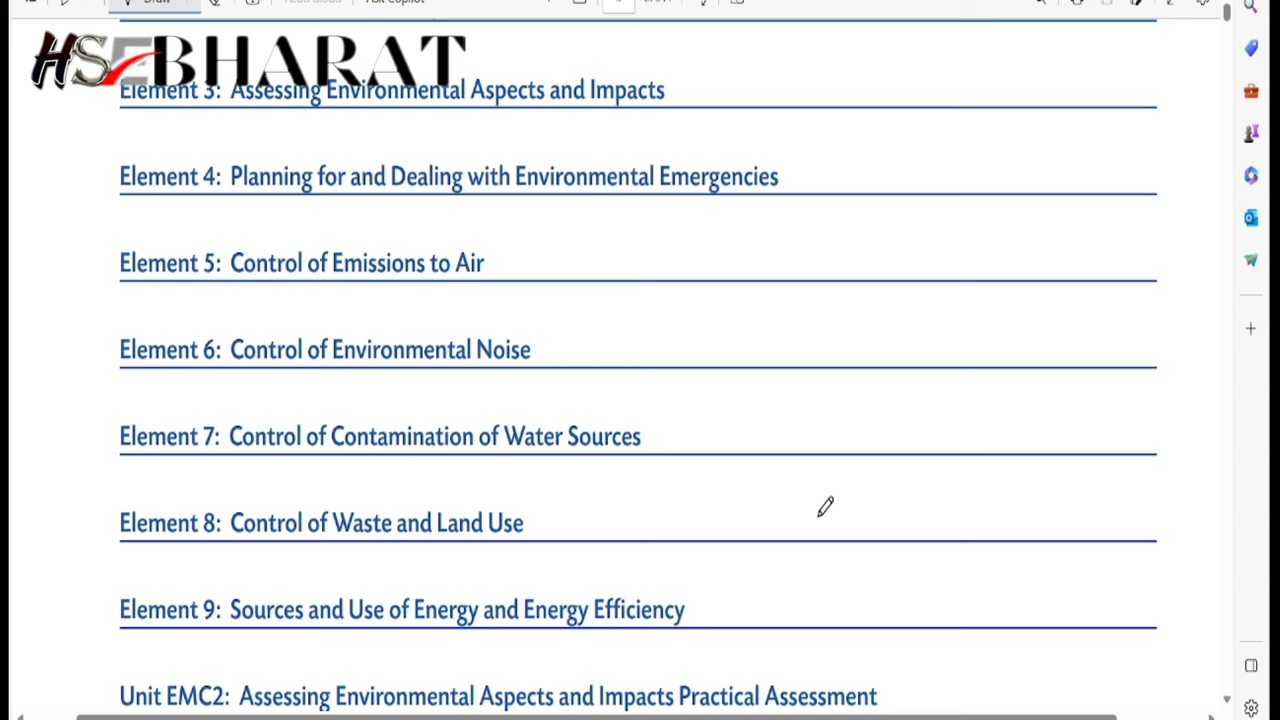 Draw
Ask Copilot
HSEBHARAT
Element 3: Assessing Environmental Aspects and Impacts
Element 4: Planning for and Dealing with Environmental Emergencies
Element 5: Control of Emissions to Air
Element 6: Control of Environmental Noise
Element 7: Control of Contamination of Water Sources
Element 8: Control of Waste and Land Use
Element 9: Sources and Use of Energy and Energy Efficiency
Unit EMC2: Assessing Environmental Aspects and Impacts Practical Assessment